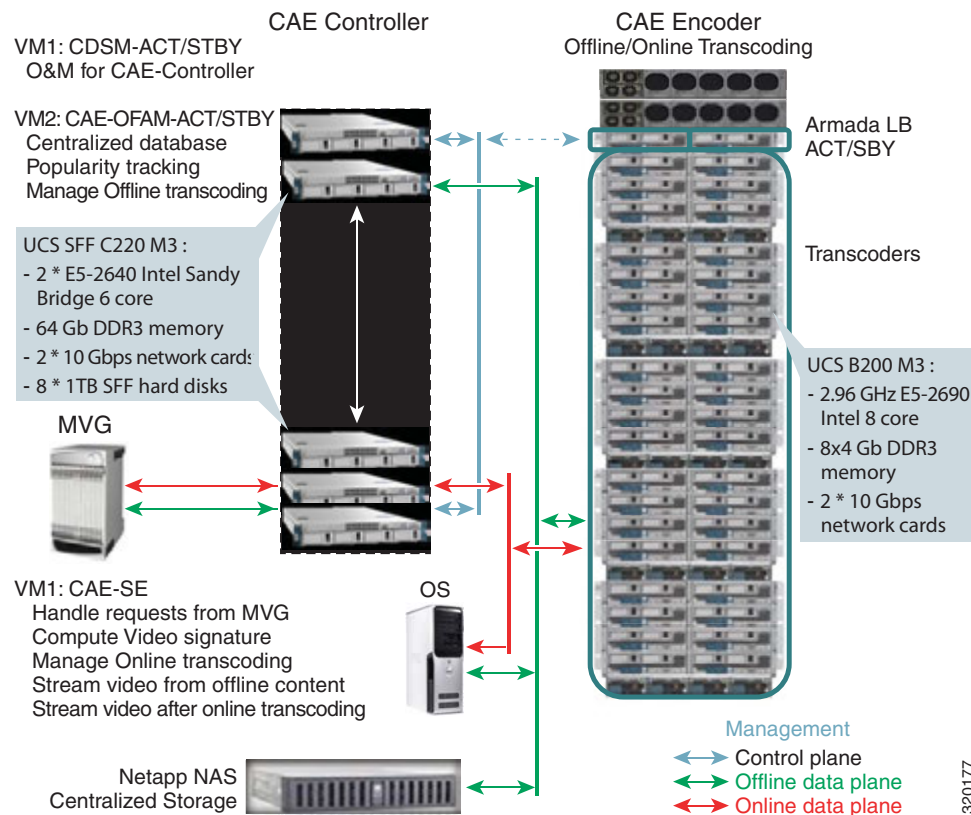 CAE Controller
CAE Encoder
Offline/Online Transcoding
VM1: CDSM-ACT/STBY
O&M for CAE-Controller
VM2: CAE-OFAM-ACT/STBY
Centralized database
Popularity tracking
Manage Offline transcoding
Armada LB
ACT/SBY
UCS SFF C220 M3 :
- 2 * E5-2640 Intel Sandy
Bridge 6 core
- 64 Gb DDR3 memory
- 2 * 10 Gbps network cards
- 8 * 1TB SFF hard disks
Transcoders
UCS B200 M3 :
- 2.96 GHz E5-2690
Intel 8 core
- 8x4 Gb DDR3
memory
- 2 * 10 Gbps
network cards
MVG
VM1: CAE-SE
Handle requests from MVG
Compute Video signature
Manage Online transcoding
Stream video from offline content
Stream video after online transcoding
OS
Netapp NAS
Centralized Storage
Management
Control plane
Offline data plane
Online data plane
320177